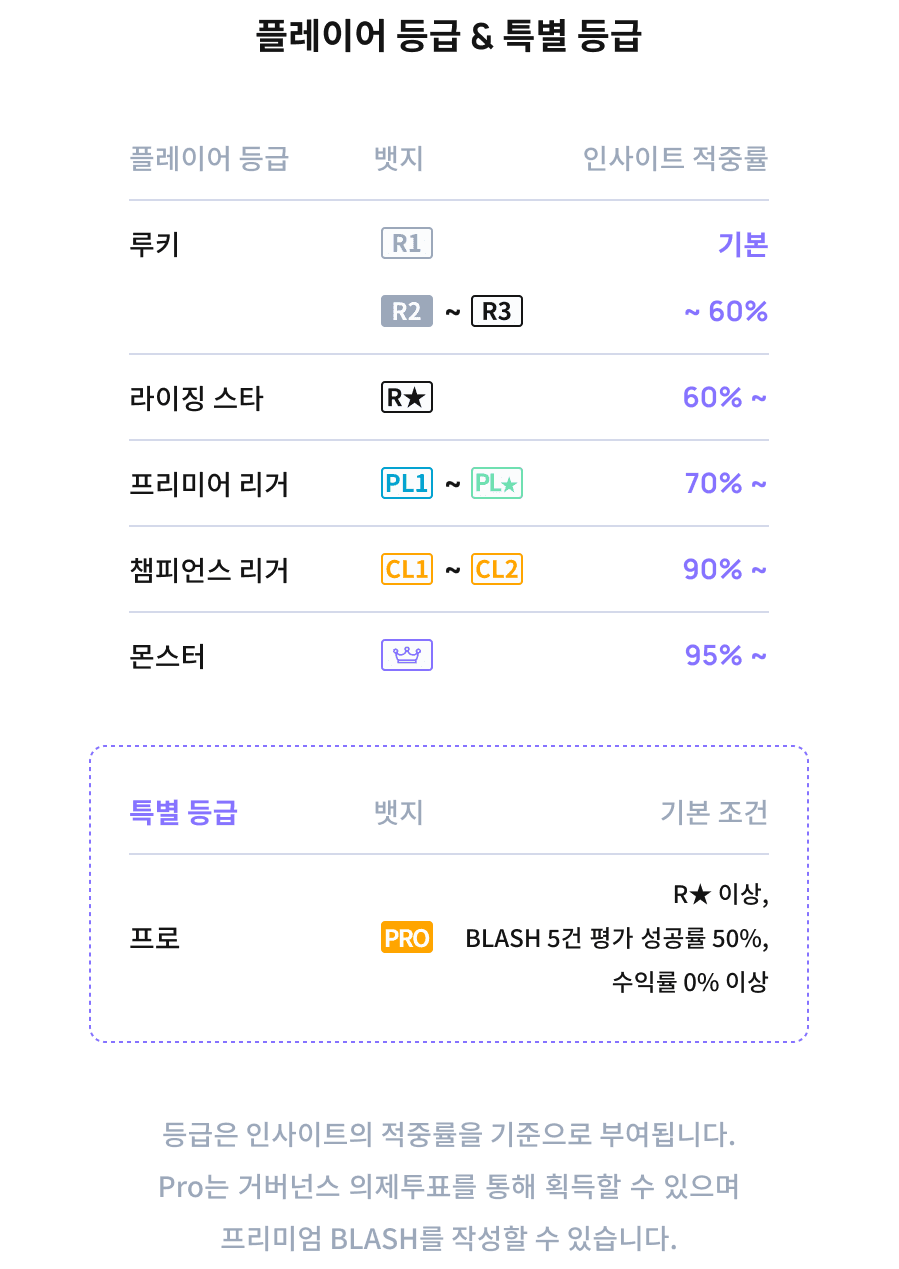 플레이어 등급 & 특별 등급
플레이어 등급 뱃지 인사이트 적중률
루키 R1 기본
R2 ~ R3 ~ 60%
라이징 스타 R★ 60% ~
프리미어 리거 PL1 ~ PL★ 70% ~
챔피언스 리거 CL1 ~ CL2 90% ~
몬스터 95% ~
특별 등급 뱃지 기본 조건
R★ 이상,
프로 PRO BLASH 5건 평가 성공률 50%,
수익률 0% 이상
등급은 인사이트의 적중률을 기준으로 부여됩니다.
Pro는 거버넌스 의제투표를 통해 획득할 수 있으며
프리미엄 BLASH를 작성할 수 있습니다.